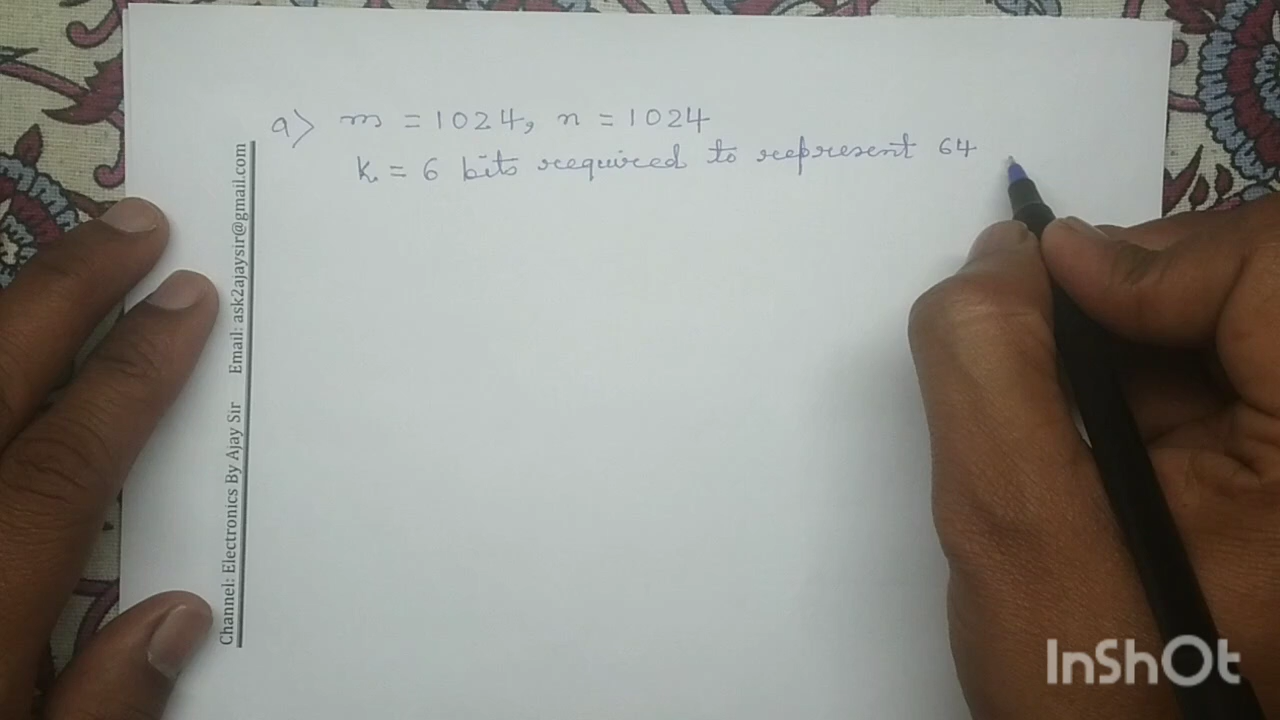 a) m = 1024, n = 1024
k = 6 bits required to represent 64
Channel: Electronics By Ajay Sir Email: ask2ajaysir@gmail.com
InShOt